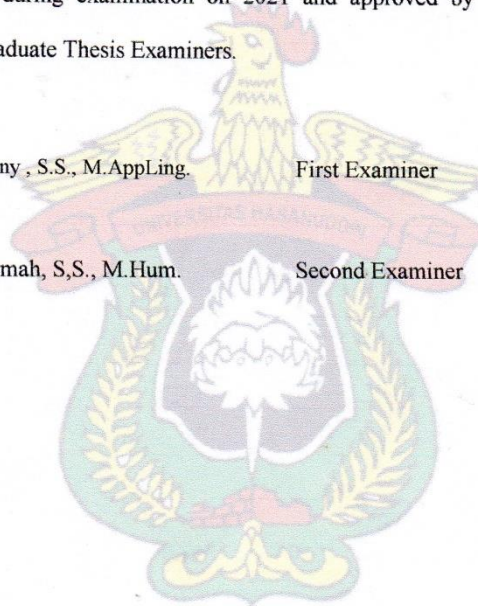 during examination on 2021 and approved by
aduate Thesis Examiners.
ny , S.S., M.AppLing. First Examiner
UNIVERSITAS HASANUDDIN
mah, S,S., M.Hum. Second Examiner